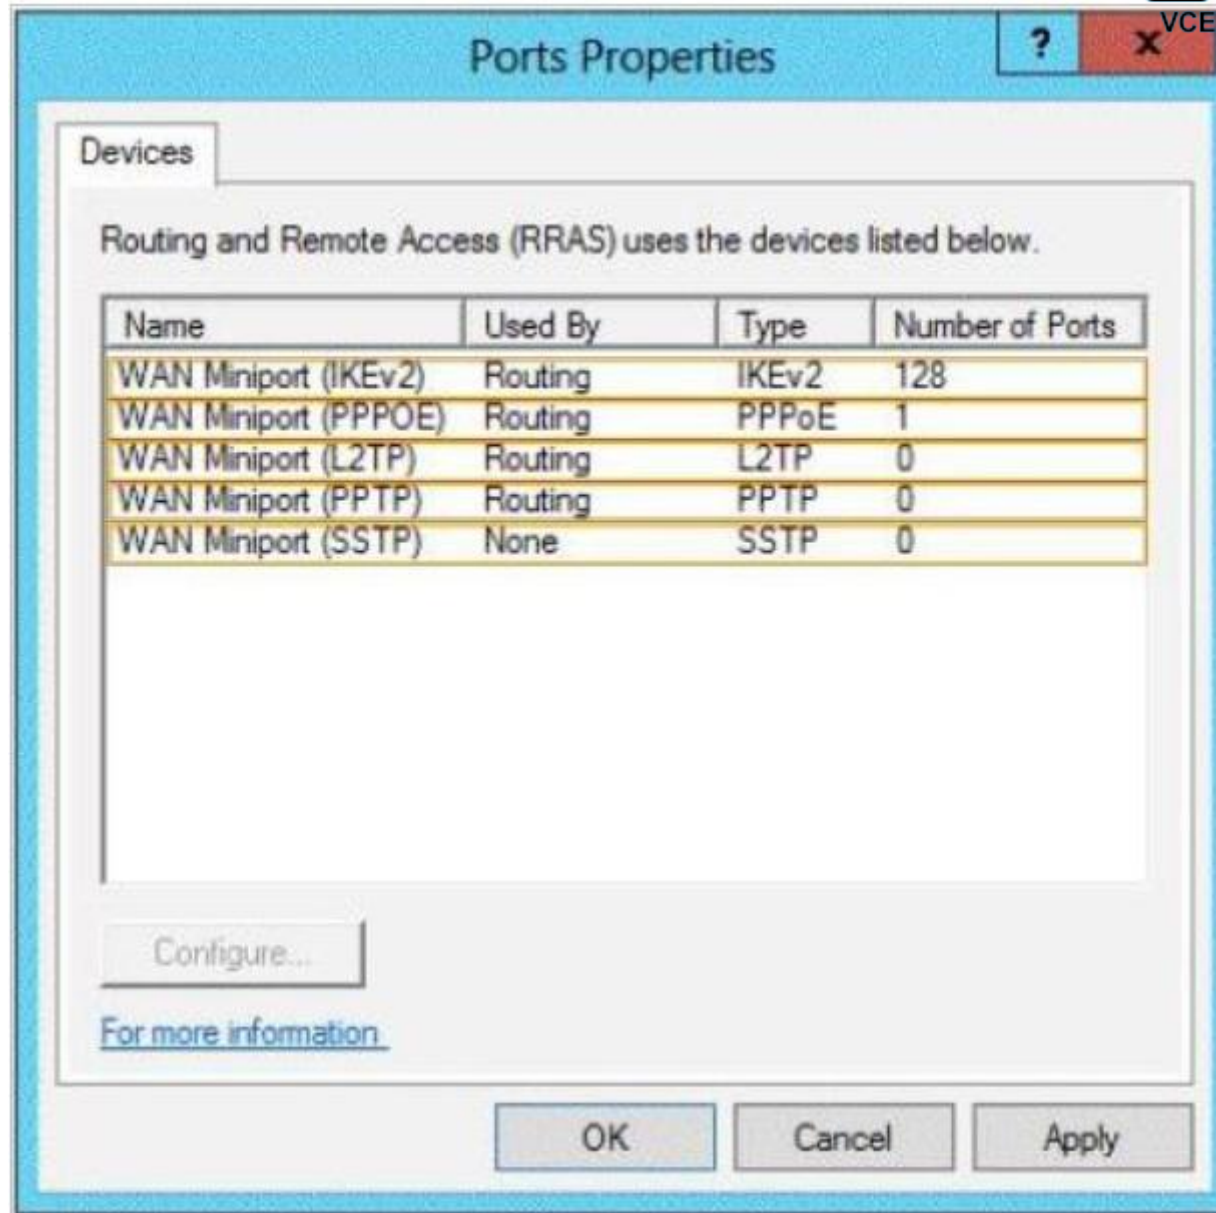 VCE
Ports Properties ? x
Devices
Routing and Remote Access (RRAS) uses the devices listed below.
Name Used By Type Number of Ports
WAN Miniport (IKEv2) Routing IKEv2 128
WAN Miniport (PPPOE) Routing PPPoE 1
WAN Miniport (L2TP) Routing L2TP 0
WAN Miniport (PPTP) Routing PPTP 0
WAN Miniport (SSTP) None SSTP 0
Configure...
For more information
OK Cancel Apply